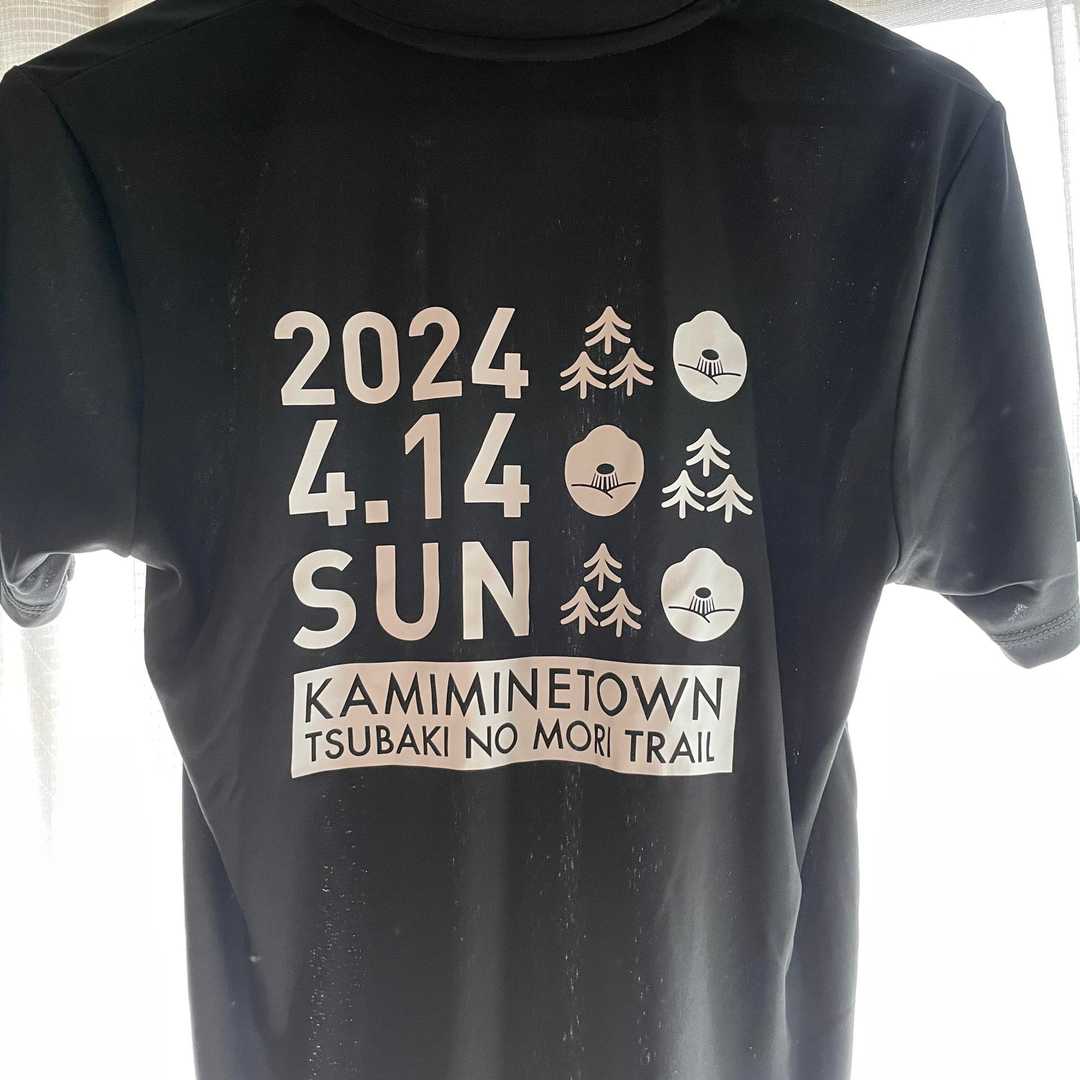 2024
4.14
SUN
KAMIMINETOWN
TSUBAKI NO MORI TRAIL